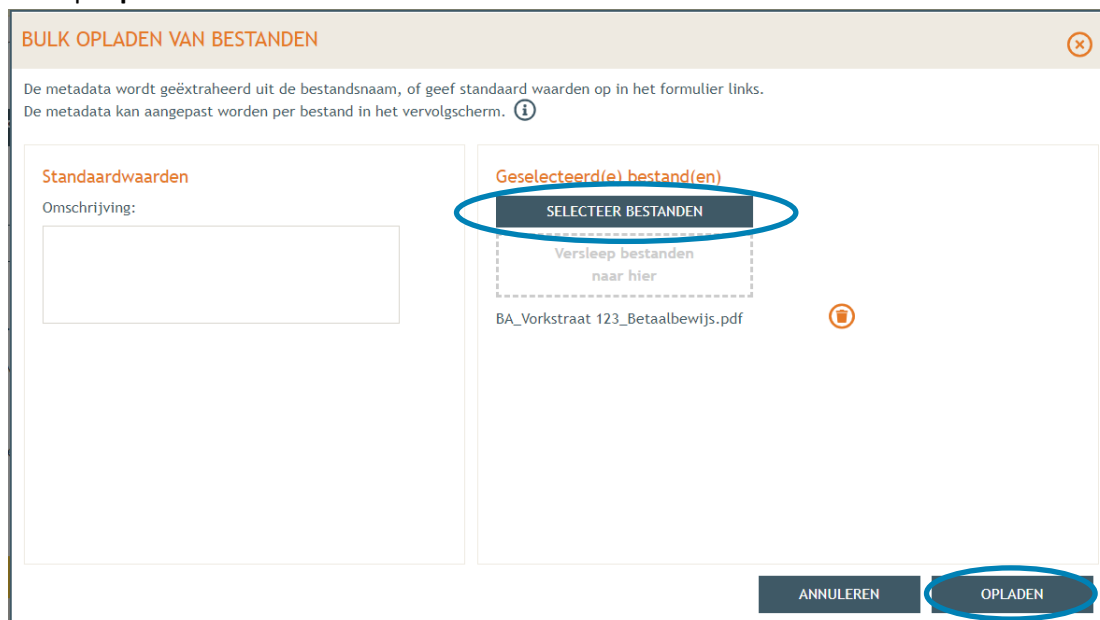 BULK OPLADEN VAN BESTANDEN
De metadata wordt geëxtraheerd uit de bestandsnaam, of geef standaard waarden op in het formulier links.
De metadata kan aangepast worden per bestand in het vervolgscherm.
Standaardwaarden
Omschrijving:
Geselecteerd(e) bestand(en)
SELECTEER BESTANDEN
Versleep bestanden
naar hier
BA_Vorkstraat 123_Betaalbewijs.pdf
ANNULEREN
OPLADEN